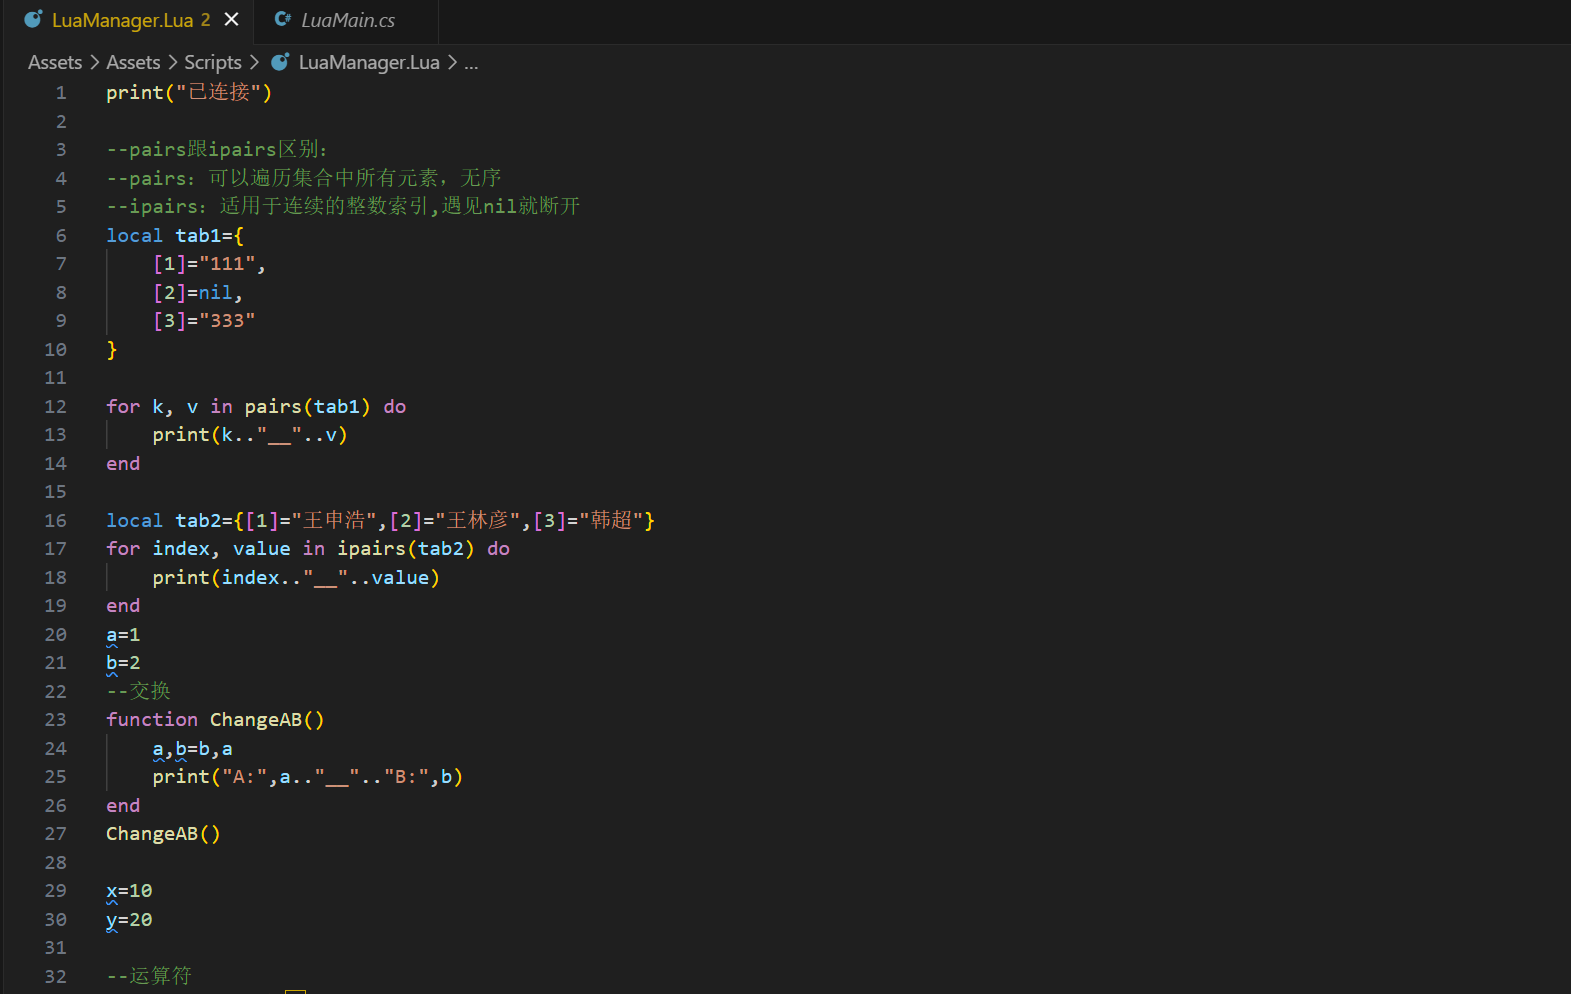 LuaManager.Lua 2 × LuaMain.cs
Assets > Assets > Scripts > LuaManager.Lua > ...
1 print("已连接")
2
3 --pairs跟ipairs区别:
4 --pairs: 可以遍历集合中所有元素，无序
5 --ipairs: 适用于连续的整数索引,遇见nil就断开
6 local tab1={
7 [1]="111",
8 [2]=nil,
9 [3]="333"
10 }
11
12 for k, v in pairs(tab1) do
13 print(k.."__"..v)
14 end
15
16 local tab2={[1]="王申浩",[2]="王林彦",[3]="韩超"}
17 for index, value in ipairs(tab2) do
18 print(index.."__"..value)
19 end
20 a=1
21 b=2
22 --交换
23 function ChangeAB()
24 a,b=b,a
25 print("A:",a.."__".."B:",b)
26 end
27 ChangeAB()
28
29 x=10
30 y=20
31
32 --运算符